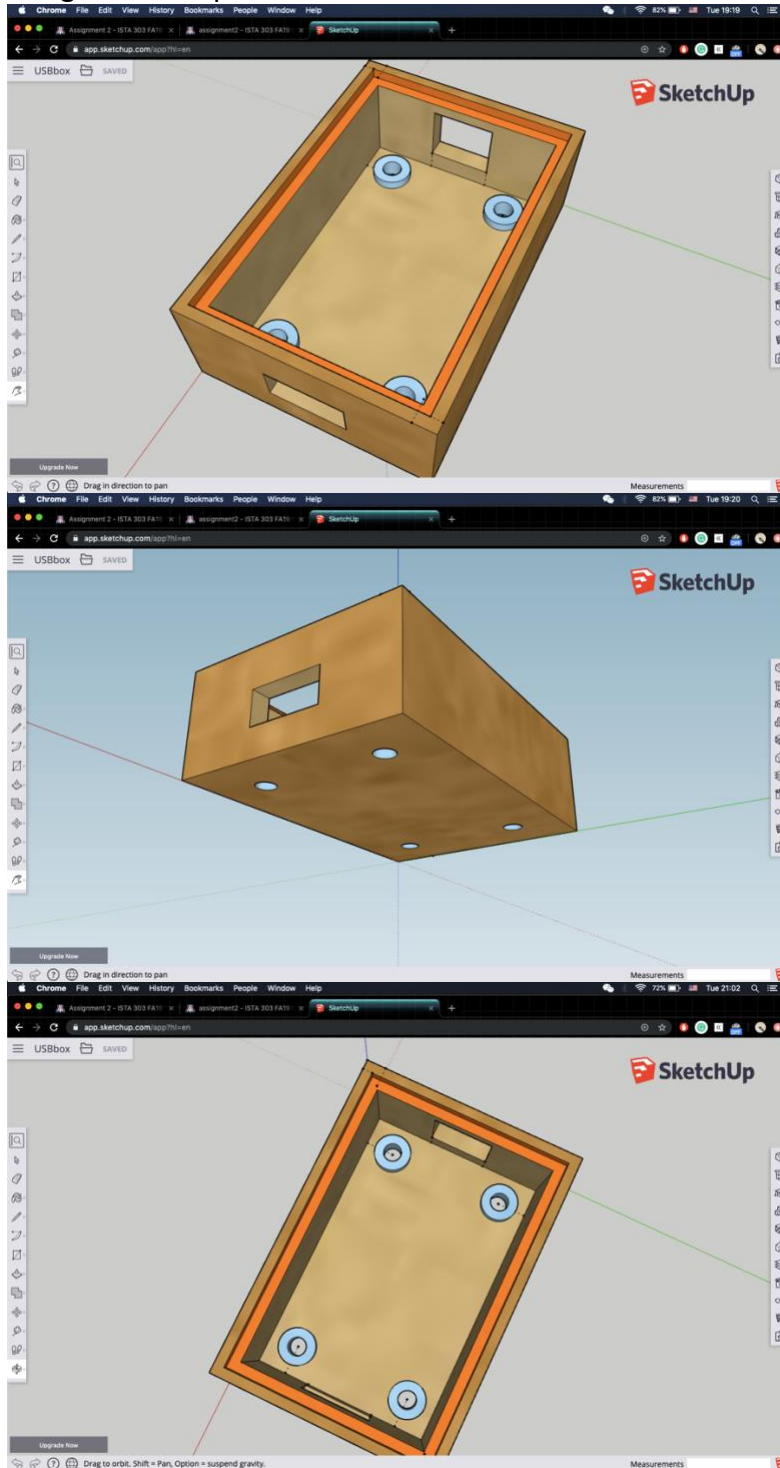 Chrome File Edit View History Bookmarks People Window Help 82% Tue 19:19
Assignment 2 - ISTA 303 FA19 assignment2 - ISTA 303 FA19 SketchUp
app.sketchup.com/app?hl=en
USBbox SAVED
SketchUp
Upgrade Now
Drag in direction to pan Measurements
Chrome File Edit View History Bookmarks People Window Help 82% Tue 19:20
Assignment 2 - ISTA 303 FA19 assignment2 - ISTA 303 FA19 SketchUp
app.sketchup.com/app?hl=en OFF
USBbox SAVED
SketchUp
Upgrade Now
Drag in direction to pan Measurements
Chrome File Edit View History Bookmarks People Window Help 72% Tue 21:02
Assignment 2 - ISTA 303 FA19 assignment2 - ISTA 303 FA19 SketchUp
app.sketchup.com/app?hl=en OFF
USBbox SAVED
SketchUp
Upgrade Now
Drag to orbit. Shift = Pan, Option = suspend gravity. Measurements